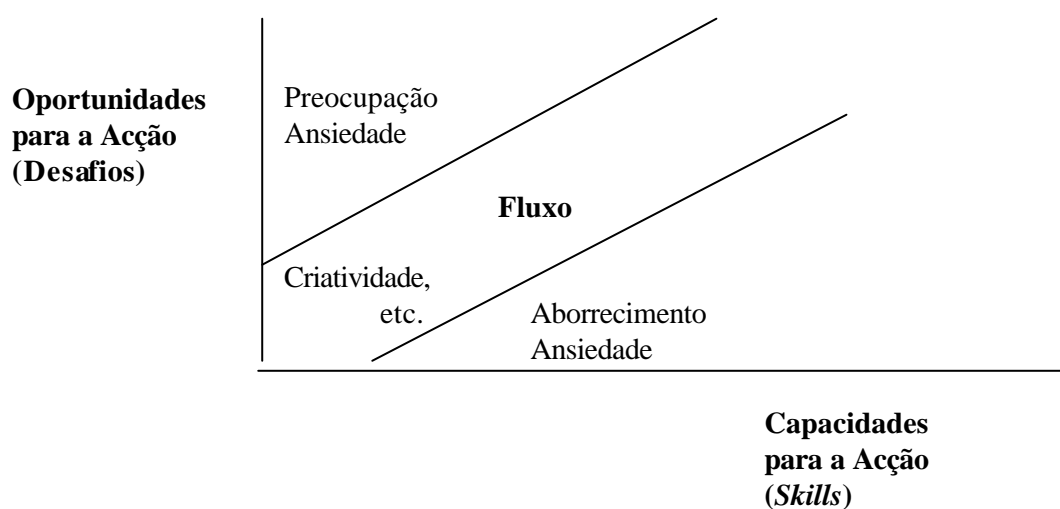 Oportunidades
para a Acção
(Desafios)
Preocupação
Ansiedade
Fluxo
Criatividade,
etc.
Aborrecimento
Ansiedade
Capacidades
para a Acção
(Skills)